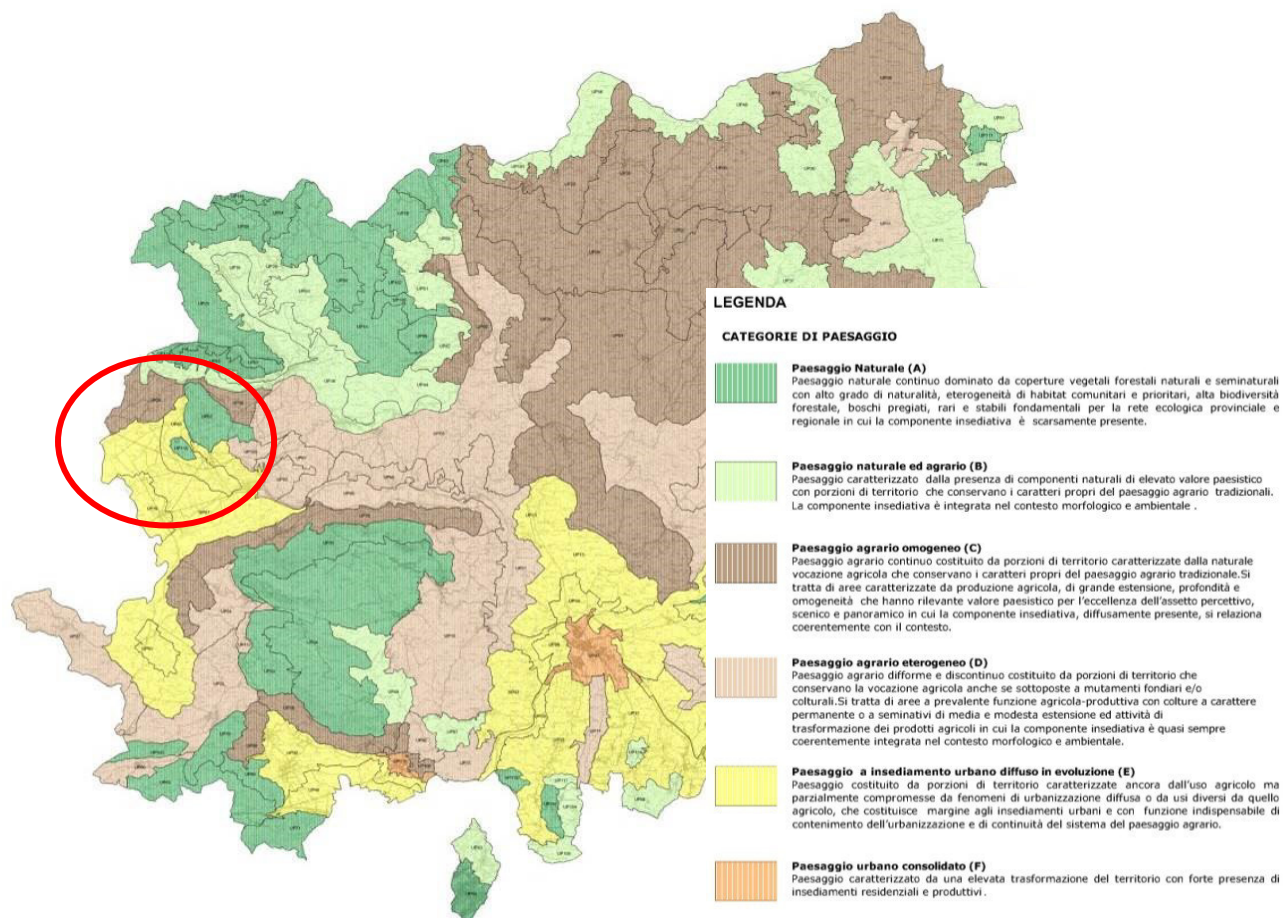 LEGENDA
CATEGORIE DI PAESAGGIO
Paesaggio Naturale (A)
Paesaggio naturale continuo dominato da coperture vegetali forestali naturali e seminaturali
con alto grado di naturalità, eterogeneità di habitat comunitari e prioritari, alta biodiversità
forestale, boschi pregiati, rari e stabili fondamentali per la rete ecologica provinciale e
regionale in cui la componente insediativa è scarsamente presente.
Paesaggio naturale ed agrario (B)
Paesaggio caratterizzato dalla presenza di componenti naturali di elevato valore paesistico
con porzioni di territorio che conservano i caratteri propri del paesaggio agrario tradizionali.
La componente insediativa è integrata nel contesto morfologico e ambientale .
Paesaggio agrario omogeneo (C)
Paesaggio agrario continuo costituito da porzioni di territorio caratterizzate dalla naturale
vocazione agricola che conservano i caratteri propri del paesaggio agrario tradizionale.Si
tratta di aree caratterizzate da produzione agricola, di grande estensione, profondità e
omogeneità che hanno rilevante valore paesistico per l'eccellenza dell'assetto percettivo,
scenico e panoramico in cui la componente insediativa, diffusamente presente, si relaziona
coerentemente con il contesto.
Paesaggio agrario eterogeneo (D)
Paesaggio agrario difforme e discontinuo costituito da porzioni di territorio che
conservano la vocazione agricola anche se sottoposte a mutamenti fondiari e/o
colturali.Si tratta di aree a prevalente funzione agricola-produttiva con colture a carattere
permanente o a seminativi di media e modesta estensione ed attività di
trasformazione dei prodotti agricoli in cui la componente insediativa è quasi sempre
coerentemente integrata nel contesto morfologico e ambientale.
Paesaggio a insediamento urbano diffuso in evoluzione (E)
Paesaggio costituito da porzioni di territorio caratterizzate ancora dall'uso agricolo ma
parzialmente compromesse da fenomeni di urbanizzazione diffusa o da usi diversi da quello
agricolo, che costituisce margine agli insediamenti urbani e con funzione indispensabile di
contenimento dell'urbanizzazione e di continuità del sistema del paesaggio agrario.
Paesaggio urbano consolidato (F)
Paesaggio caratterizzato da una elevata trasformazione del territorio con forte presenza di
insediamenti residenziali e produttivi.